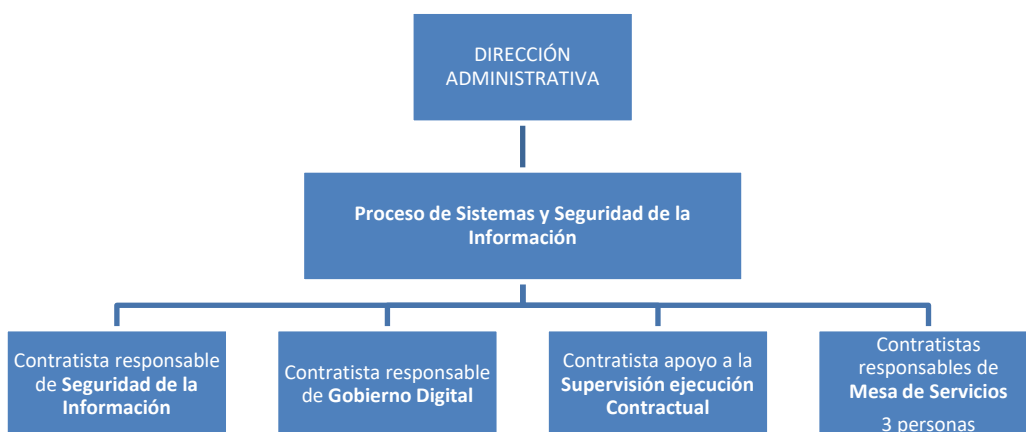 DIRECCIÓN
ADMINISTRATIVA
Proceso de Sistemas y Seguridad de la
Información
Contratista responsable
de Seguridad de la
Información
Contratista responsable
de Gobierno Digital
Contratista apoyo a la
Supervisión ejecución
Contractual
Contratistas
responsables de
Mesa de Servicios
3 personas